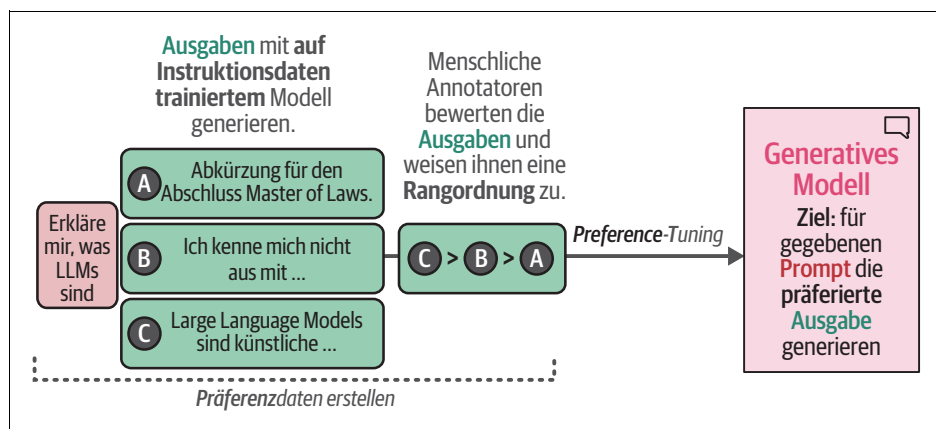 Ausgaben mit auf
Instruktionsdaten
trainiertem Modell
generieren.
Menschliche
Annotatoren
bewerten die
Ausgaben und
weisen ihnen eine
Rangordnung zu.
Erkläre
mir, was
LLMs
sind
A
Abkürzung für den
Abschluss Master of Laws.
B
Ich kenne mich nicht
aus mit ...
C
Large Language Models
sind künstliche ...
C > B > A
Preference-Tuning
Generatives
Modell
Ziel: für
gegebenen
Prompt die
präferierte
Ausgabe
generieren
Präferenzdaten erstellen